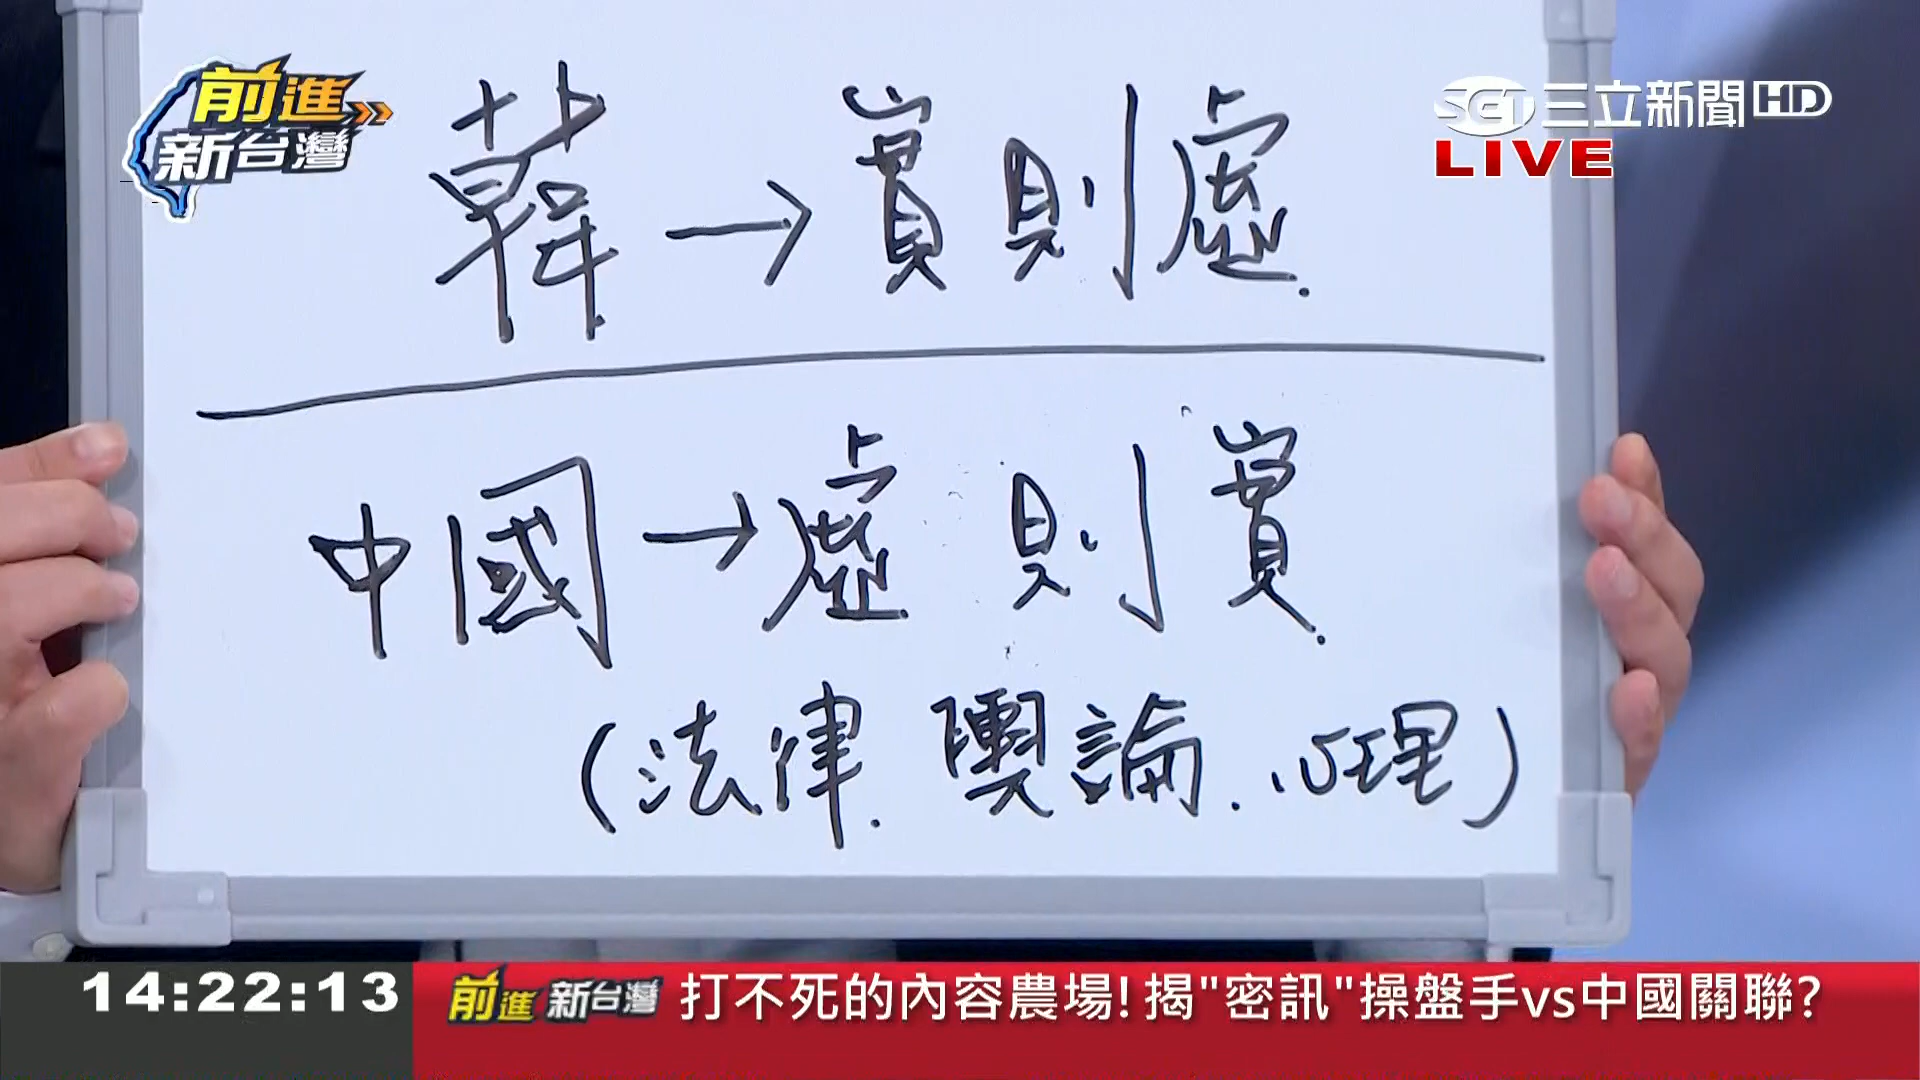 前進
新台灣
SET三立新聞HD
LIVE
韓→實則虛.
中國→虛則實.
(法律.輿論.心理)
14:22:13
前進新台灣 打不死的內容農場!揭"密訊"操盤手vs中國關聯?